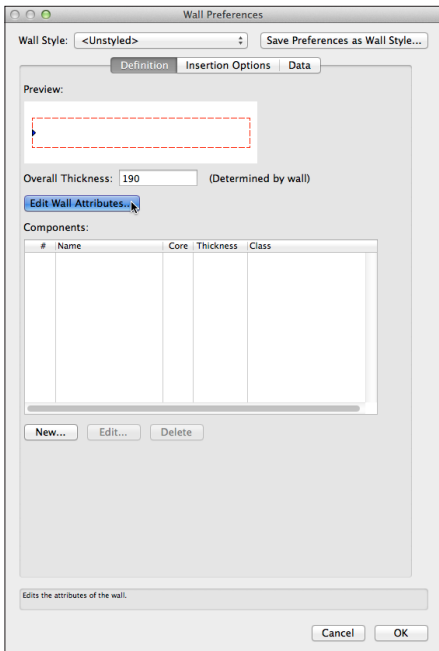 Wall Preferences
Wall Style: <Unstyled> Save Preferences as Wall Style...
Definition Insertion Options Data
Preview:
Overall Thickness: 190 (Determined by wall)
Edit Wall Attributes...
Components:
# Name Core Thickness Class
New... Edit... Delete
Edits the attributes of the wall.
Cancel OK